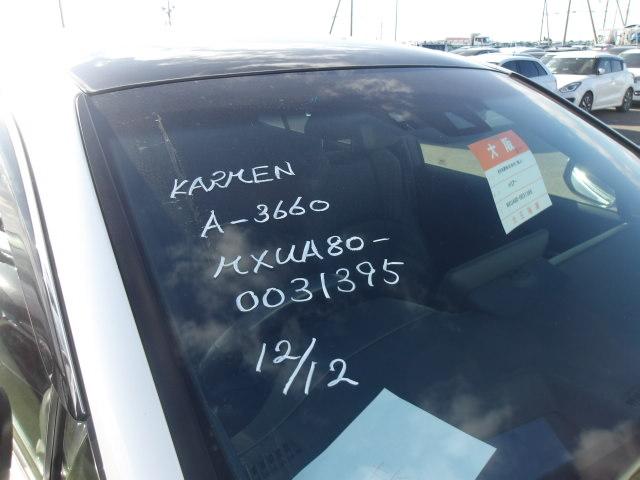 KARMEN
A-3660
MXUA80-
0031395
12/12
大阪